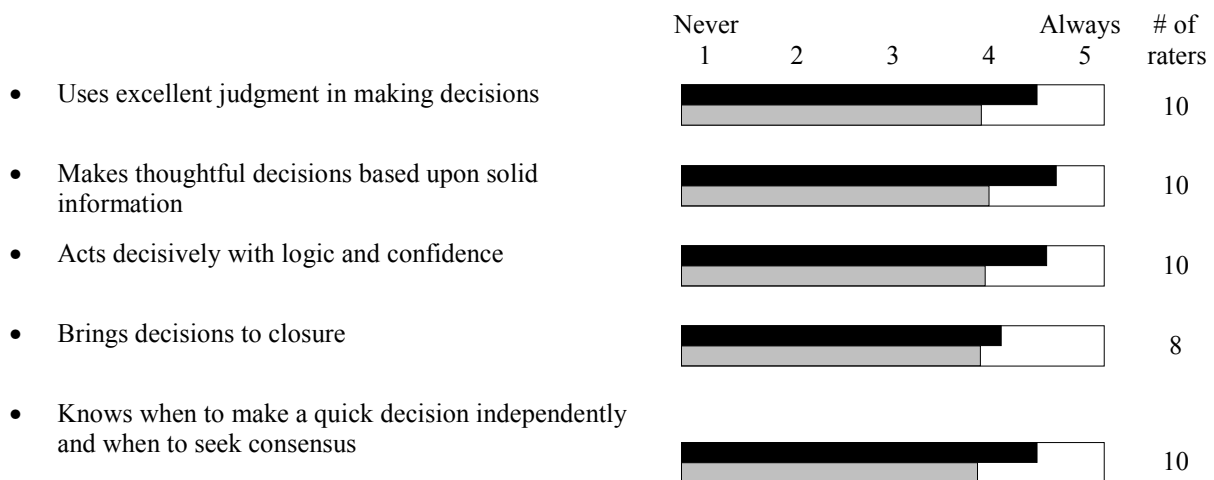 Never Always # of
1 2 3 4 5 raters
• Uses excellent judgment in making decisions 10
• Makes thoughtful decisions based upon solid
information 10
• Acts decisively with logic and confidence 10
• Brings decisions to closure 8
• Knows when to make a quick decision independently
and when to seek consensus 10